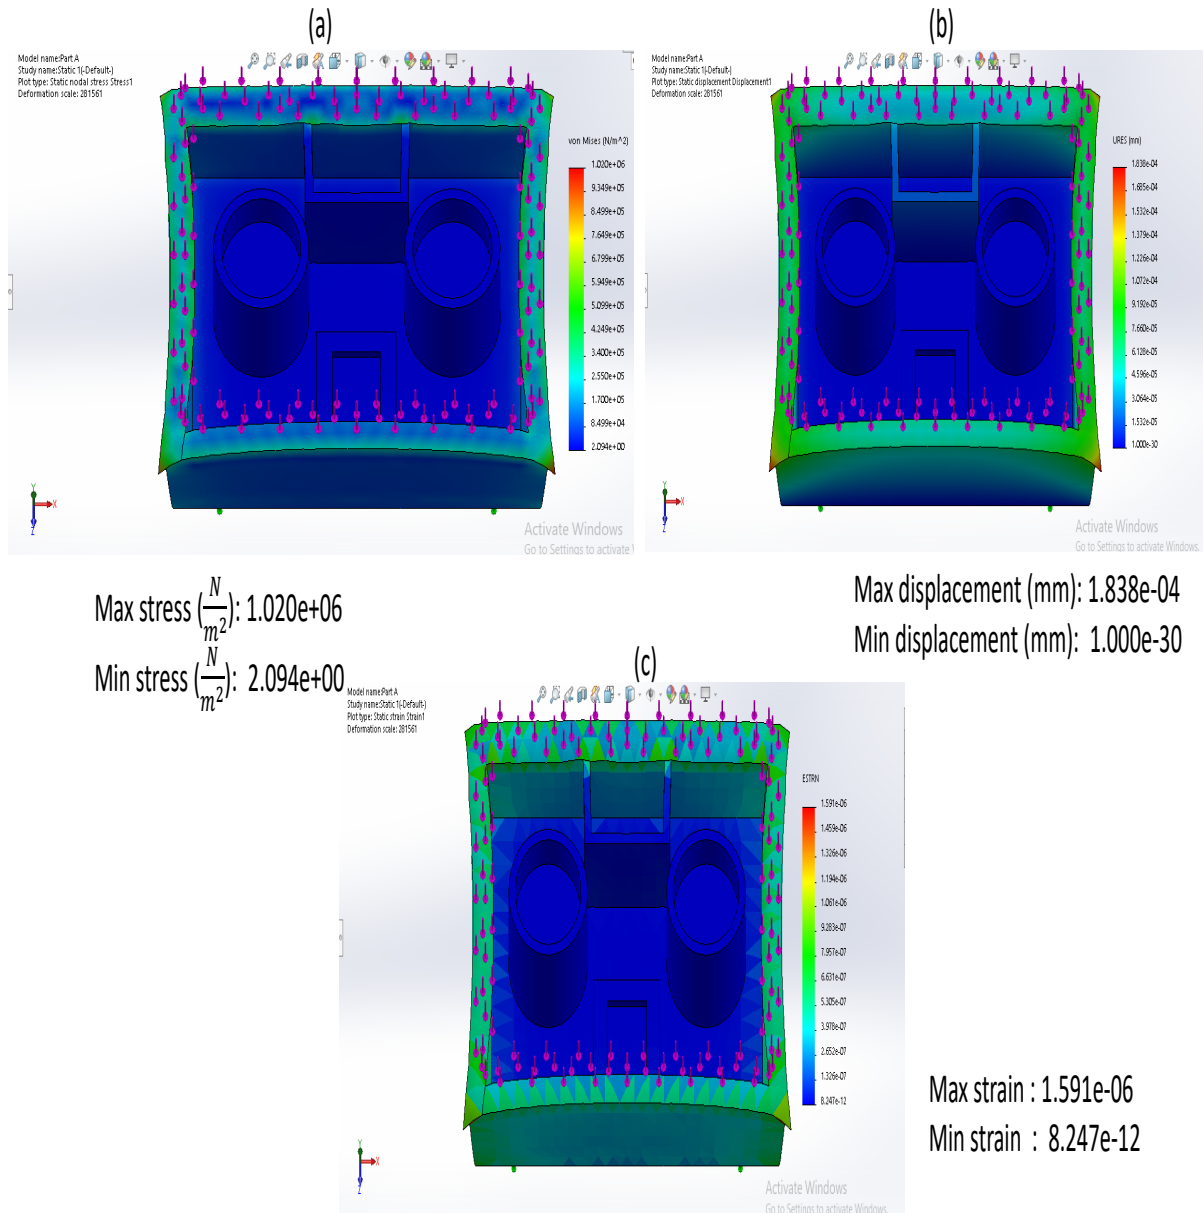 (a)
Model name:Part A
Study name:Static 1(-Default-)
Plot type: Static nodal stress Stress1
Deformation scale: 281561
von Mises (N/m^2)
1.020e+06
9.349e+05
8.499e+05
7.649e+05
6.799e+05
5.949e+05
5.099e+05
4.249e+05
3.400e+05
2.550e+05
1.700e+05
8.499e+04
2.094e+00
Y
X
Z
Activate Windows
Go to Settings to activate
(b)
Model name:Part A
Study name:Static 1(-Default-)
Plot type: Static displacement Displacement1
Deformation scale: 281561
URES (mm)
1.838e-04
1.685e-04
1.532e-04
1.379e-04
1.226e-04
1.072e-04
9.192e-05
7.660e-05
6.128e-05
4.596e-05
3.064e-05
1.532e-05
1.000e-30
Y
X
Z
Activate Windows
Go to Settings to activate Windows.
Max stress (N/m²): 1.020e+06
Min stress (N/m²): 2.094e+00
Max displacement (mm): 1.838e-04
Min displacement (mm): 1.000e-30
(c)
Model name:Part A
Study name:Static 1(-Default-)
Plot type: Static strain Strain1
Deformation scale: 281561
ESTRN
1.591e-06
1.459e-06
1.326e-06
1.194e-06
1.061e-06
9.283e-07
7.957e-07
6.631e-07
5.305e-07
3.978e-07
2.652e-07
1.326e-07
8.247e-12
Y
X
Z
Activate Windows
Go to Settings to activate Windows.
Max strain : 1.591e-06
Min strain : 8.247e-12